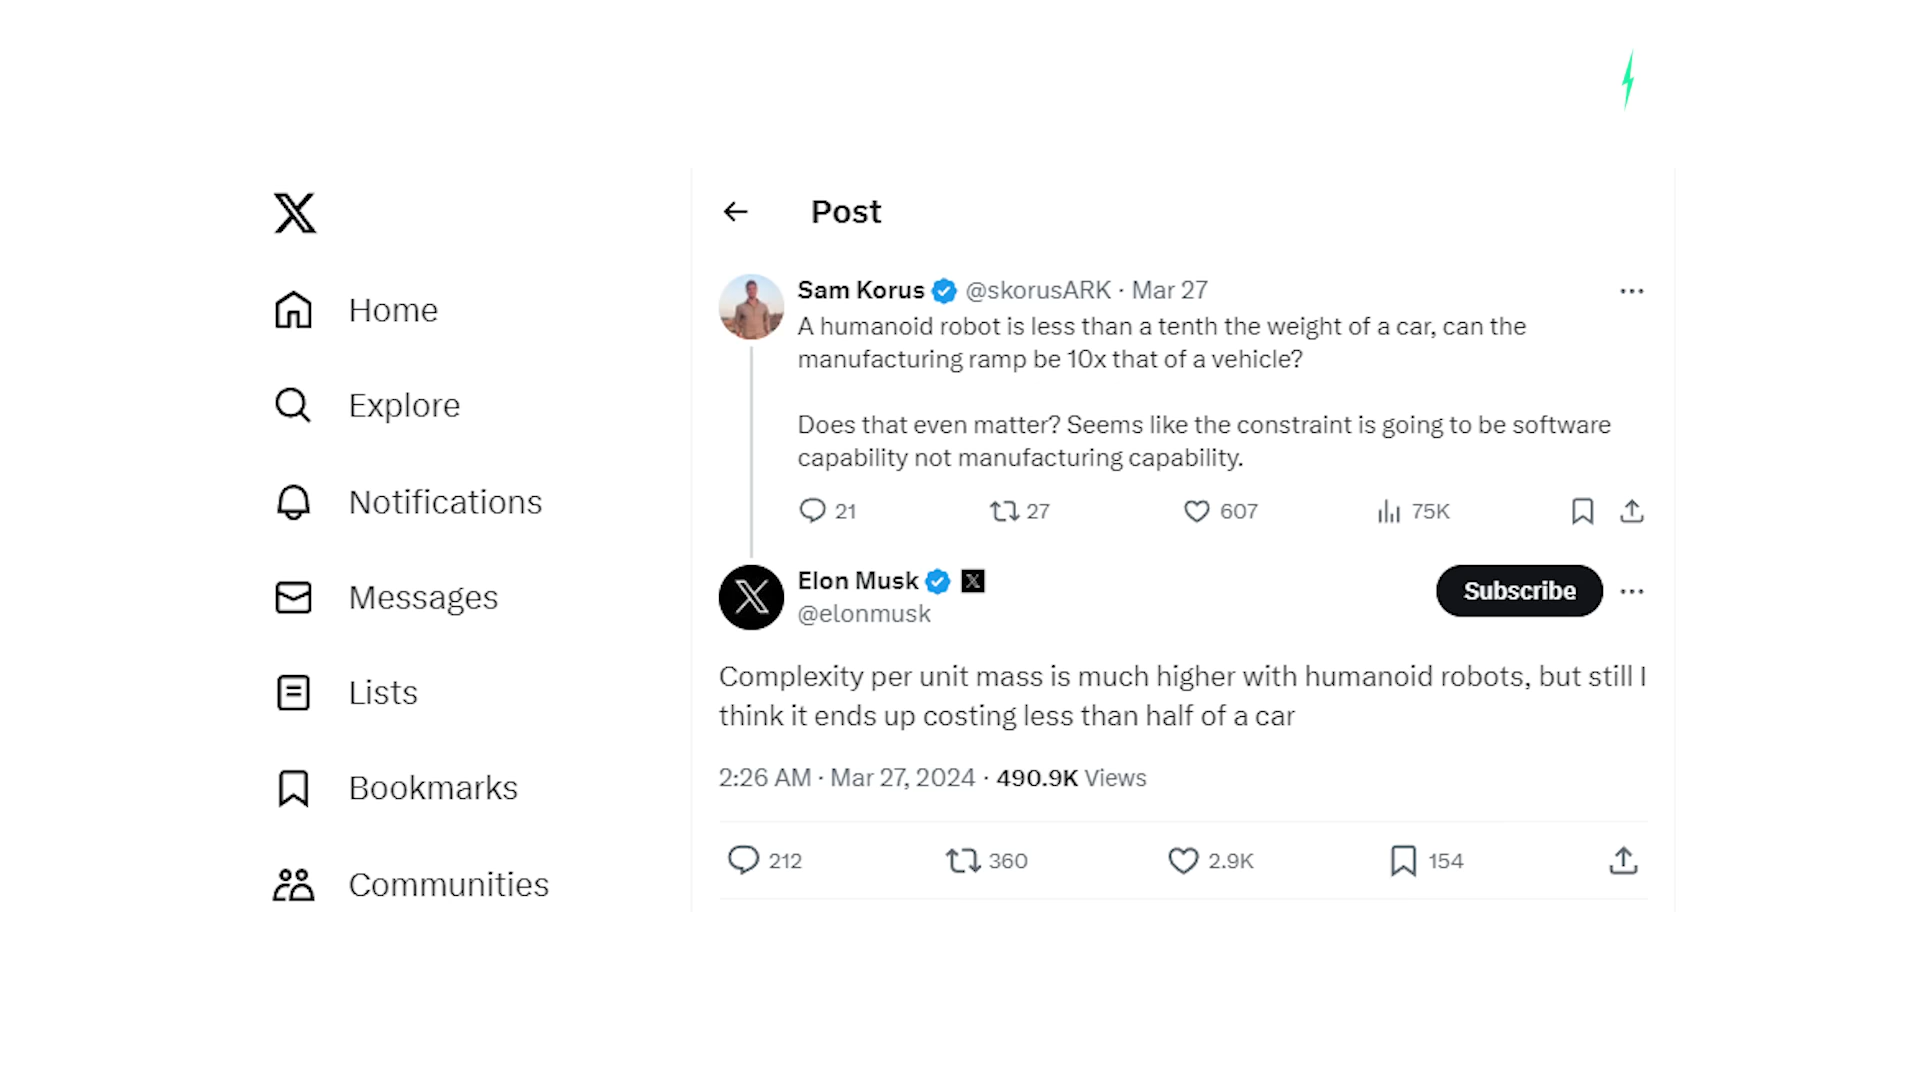 Home
Explore
Notifications
Messages
Lists
Bookmarks
Communities
Post
Sam Korus @skorusARK · Mar 27
A humanoid robot is less than a tenth the weight of a car, can the
manufacturing ramp be 10x that of a vehicle?
Does that even matter? Seems like the constraint is going to be software
capability not manufacturing capability.
21 27 607 75K
Elon Musk
@elonmusk
Subscribe
Complexity per unit mass is much higher with humanoid robots, but still I
think it ends up costing less than half of a car
2:26 AM · Mar 27, 2024 · 490.9K Views
212 360 2.9K 154